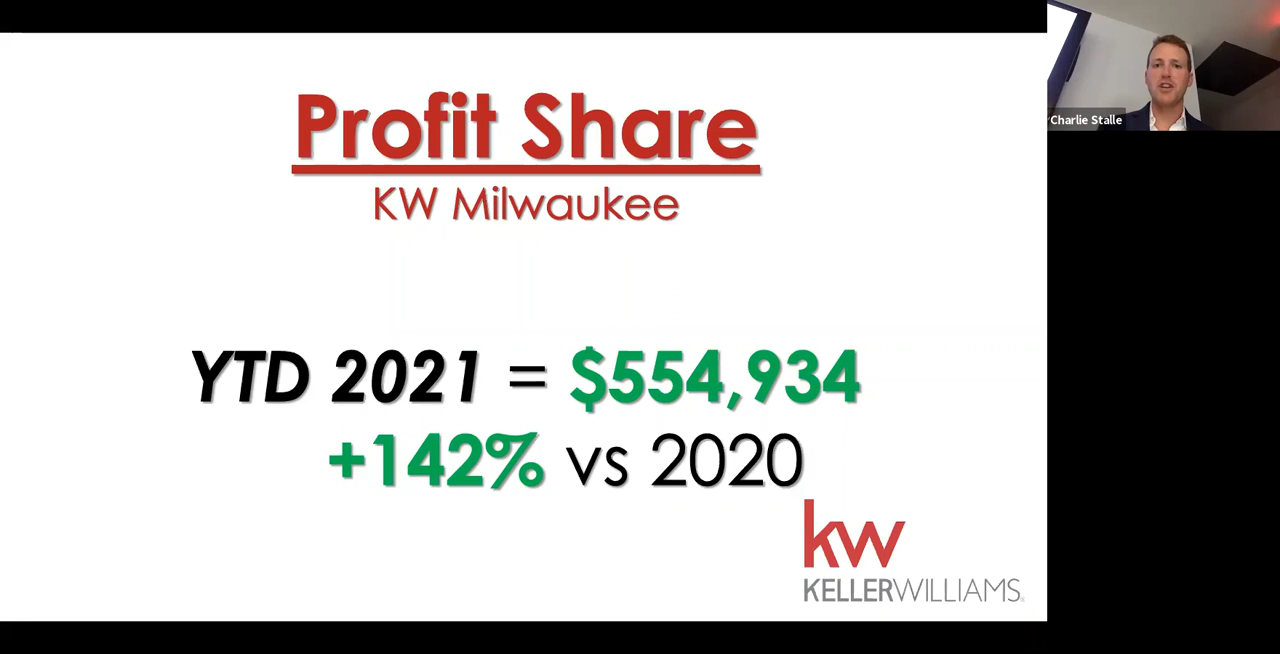 Profit Share
KW Milwaukee
YTD 2021 = $554,934
+142% vs 2020
kw
KELLERWILLIAMS.
Charlie Stalle